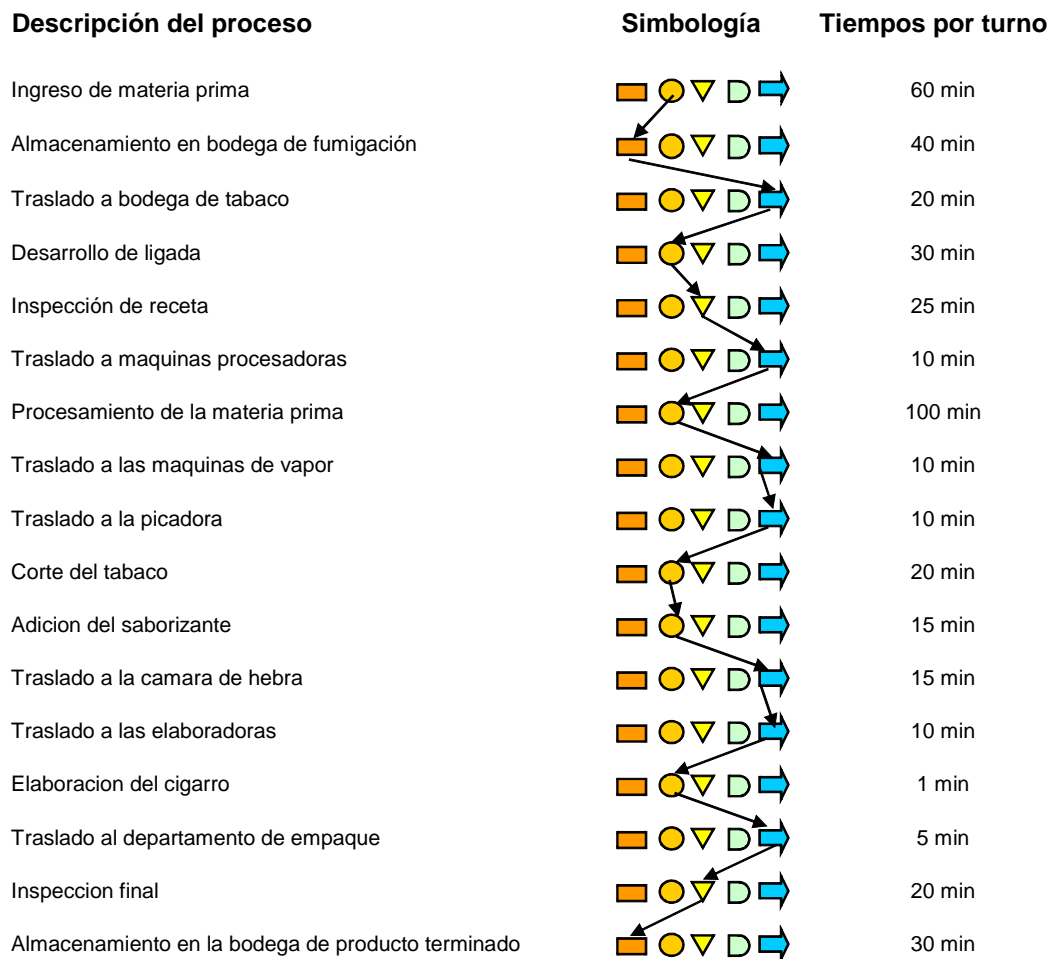 Descripción del proceso Simbología Tiempos por turno
Ingreso de materia prima 60 min
Almacenamiento en bodega de fumigación 40 min
Traslado a bodega de tabaco 20 min
Desarrollo de ligada 30 min
Inspección de receta 25 min
Traslado a maquinas procesadoras 10 min
Procesamiento de la materia prima 100 min
Traslado a las maquinas de vapor 10 min
Traslado a la picadora 10 min
Corte del tabaco 20 min
Adicion del saborizante 15 min
Traslado a la camara de hebra 15 min
Traslado a las elaboradoras 10 min
Elaboracion del cigarro 1 min
Traslado al departamento de empaque 5 min
Inspeccion final 20 min
Almacenamiento en la bodega de producto terminado 30 min